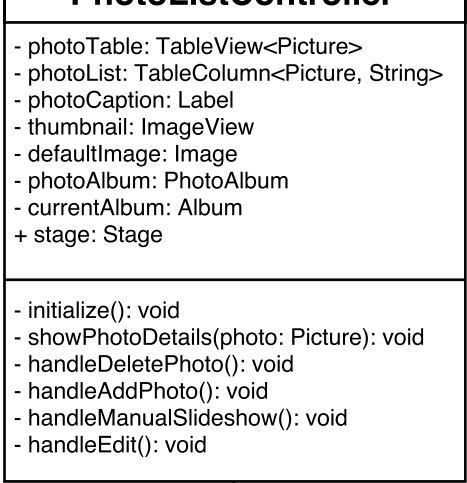 PhotoListController
- photoTable: TableView<Picture>
- photoList: TableColumn<Picture, String>
- photoCaption: Label
- thumbnail: ImageView
- defaultImage: Image
- photoAlbum: PhotoAlbum
- currentAlbum: Album
+ stage: Stage
- initialize(): void
- showPhotoDetails(photo: Picture): void
- handleDeletePhoto(): void
- handleAddPhoto(): void
- handleManualSlideshow(): void
- handleEdit(): void